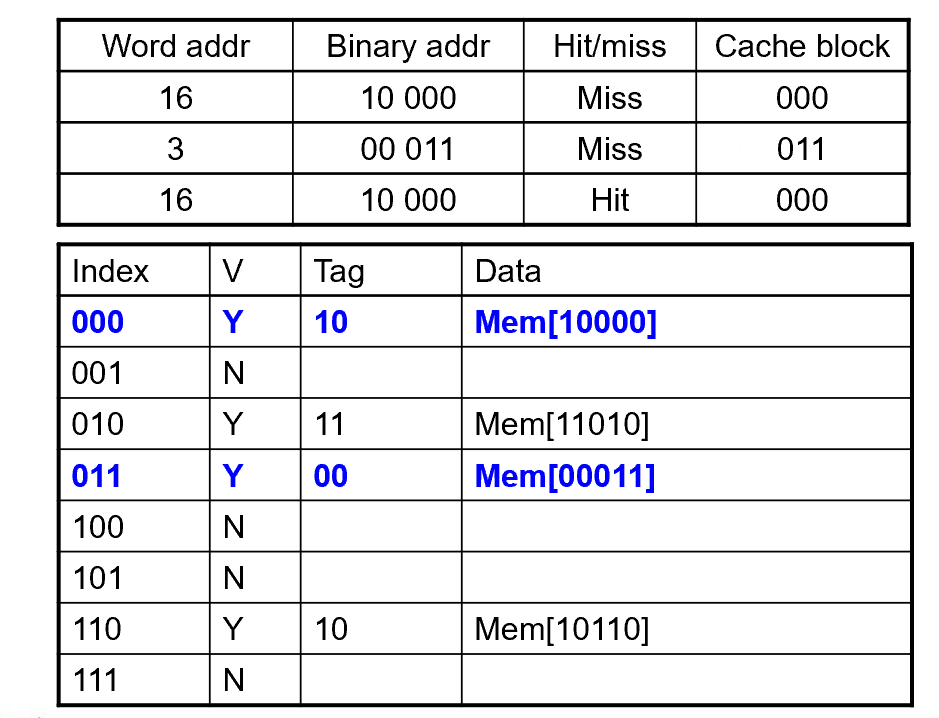 Word addr Binary addr Hit/miss Cache block
16 10 000 Miss 000
3 00 011 Miss 011
16 10 000 Hit 000
Index V Tag Data
000 Y 10 Mem[10000]
001 N
010 Y 11 Mem[11010]
011 Y 00 Mem[00011]
100 N
101 N
110 Y 10 Mem[10110]
111 N